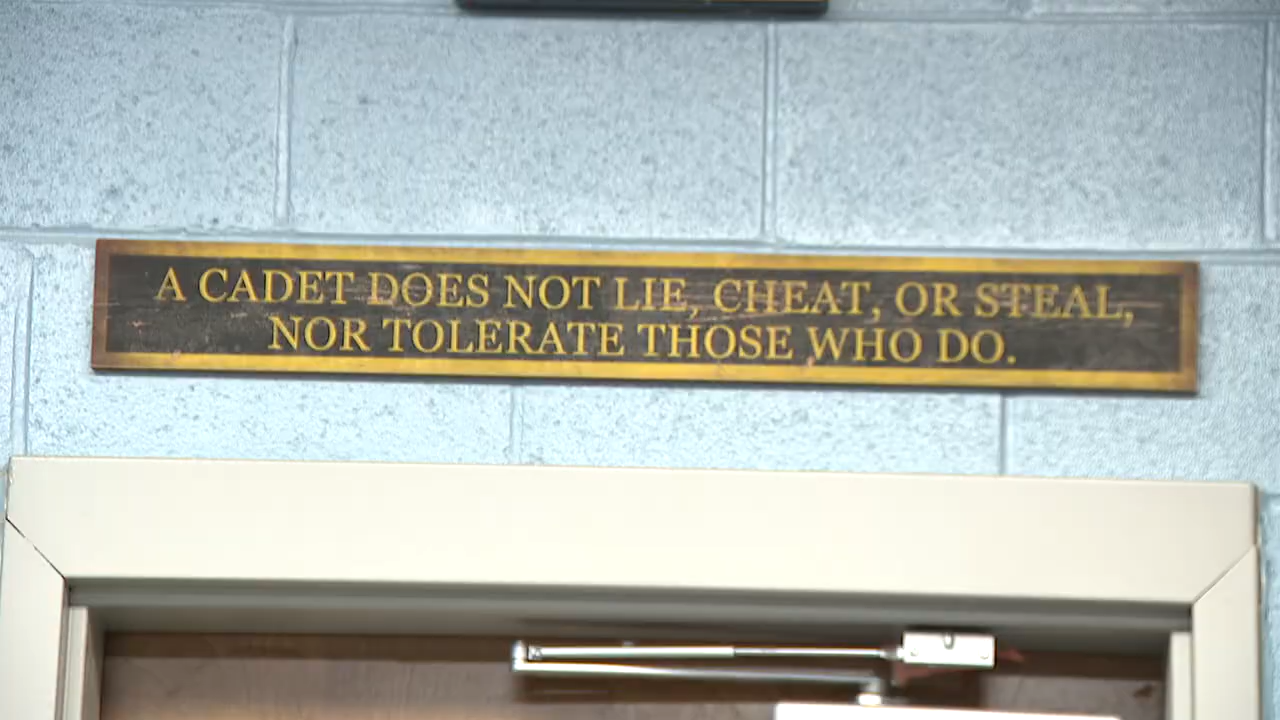 A CADET DOES NOT LIE, CHEAT, OR STEAL,
NOR TOLERATE THOSE WHO DO.